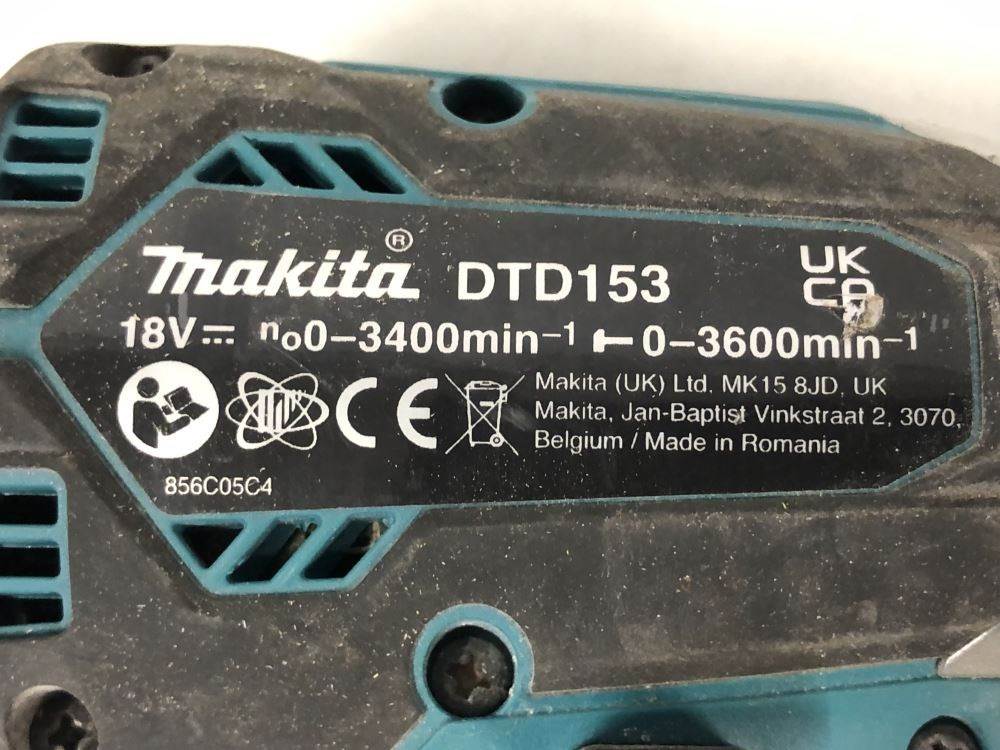 makita® DTD153
UK
CA
18V⎓ n₀0–3400min⁻¹ 0–3600min⁻¹
Makita (UK) Ltd. MK15 8JD, UK
CE
Makita, Jan-Baptist Vinkstraat 2, 3070,
Belgium / Made in Romania
856C05C4